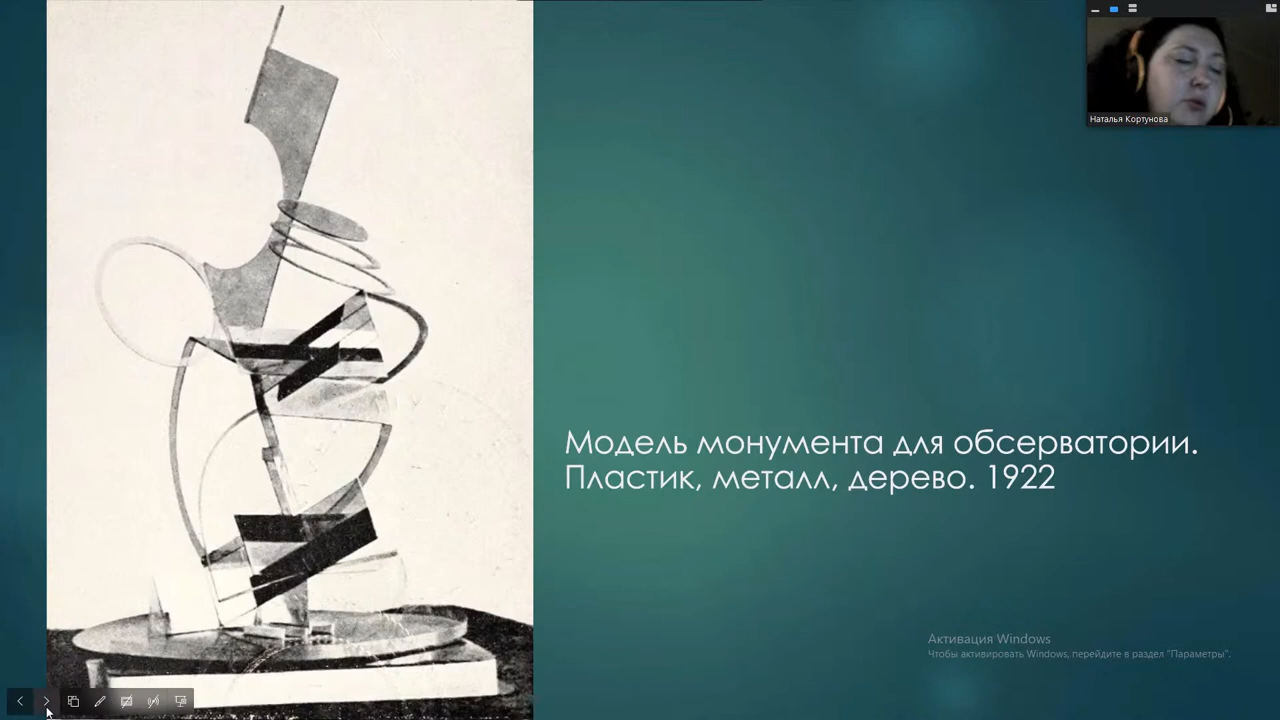 Наталья Кортунова
Модель монумента для обсерватории.
Пластик, металл, дерево. 1922
Активация Windows
Чтобы активировать Windows, перейдите в раздел "Параметры".